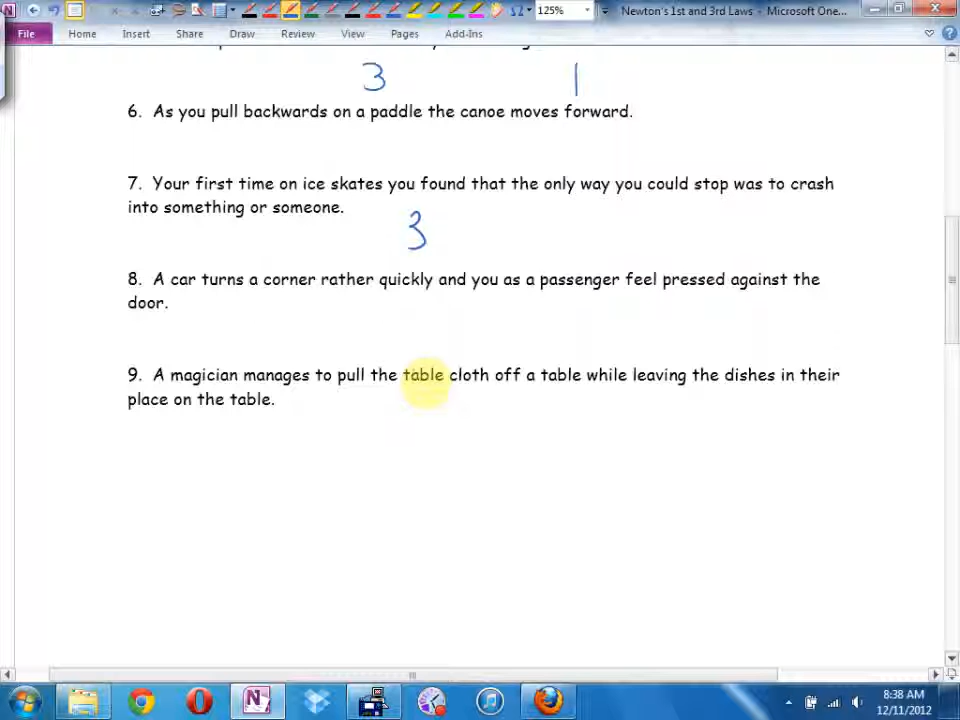 125%
Newton's 1st and 3rd Laws - Microsoft One...
File Home Insert Share Draw Review View Pages Add-Ins
3 1
6. As you pull backwards on a paddle the canoe moves forward.
7. Your first time on ice skates you found that the only way you could stop was to crash
into something or someone.
3
8. A car turns a corner rather quickly and you as a passenger feel pressed against the
door.
9. A magician manages to pull the table cloth off a table while leaving the dishes in their
place on the table.
8:38 AM
12/11/2012